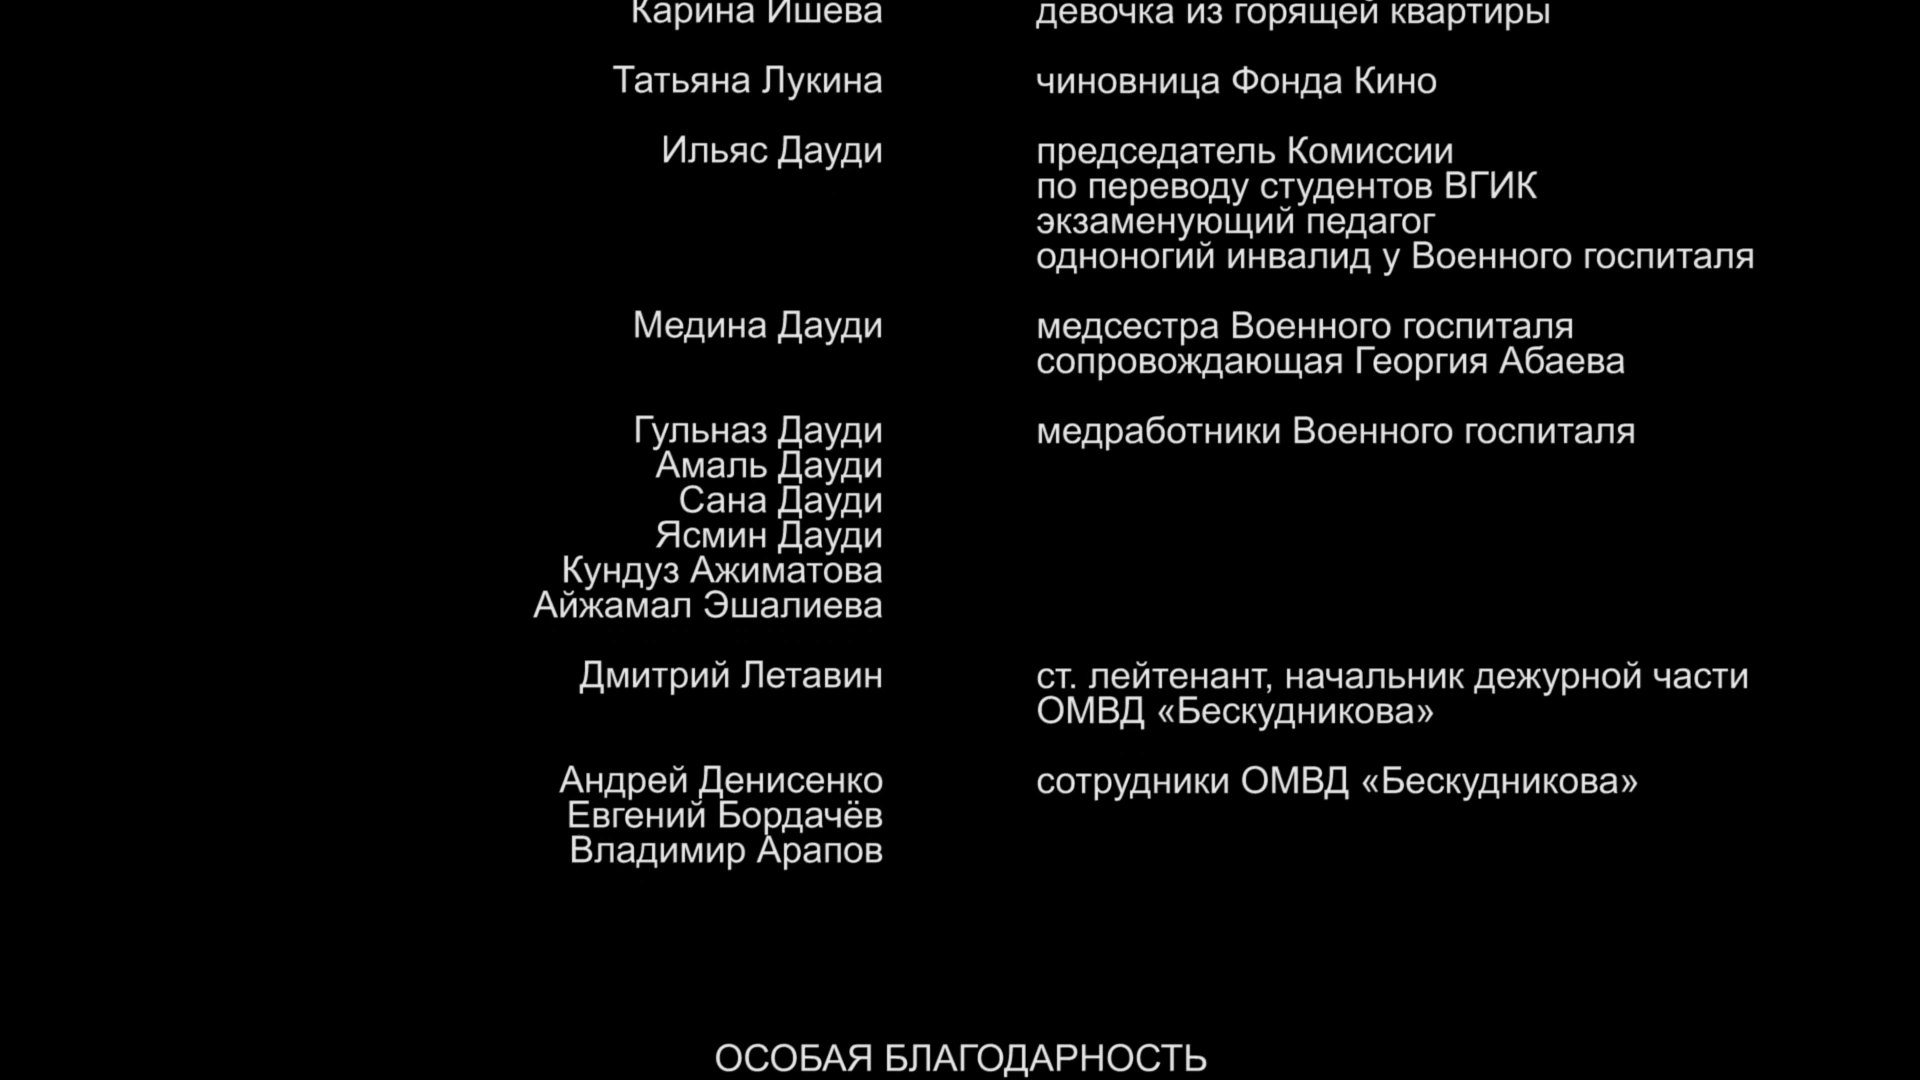 Карина Ишева девочка из горящей квартиры
Татьяна Лукина чиновница Фонда Кино
Ильяс Дауди председатель Комиссии
по переводу студентов ВГИК
экзаменующий педагог
одноногий инвалид у Военного госпиталя
Медина Дауди медсестра Военного госпиталя
сопровождающая Георгия Абаева
Гульназ Дауди медработники Военного госпиталя
Амаль Дауди
Сана Дауди
Ясмин Дауди
Кундуз Ажиматова
Айжамал Эшалиева
Дмитрий Летавин ст. лейтенант, начальник дежурной части
ОМВД «Бескудникова»
Андрей Денисенко сотрудники ОМВД «Бескудникова»
Евгений Бордачёв
Владимир Арапов
ОСОБАЯ БЛАГОДАРНОСТЬ